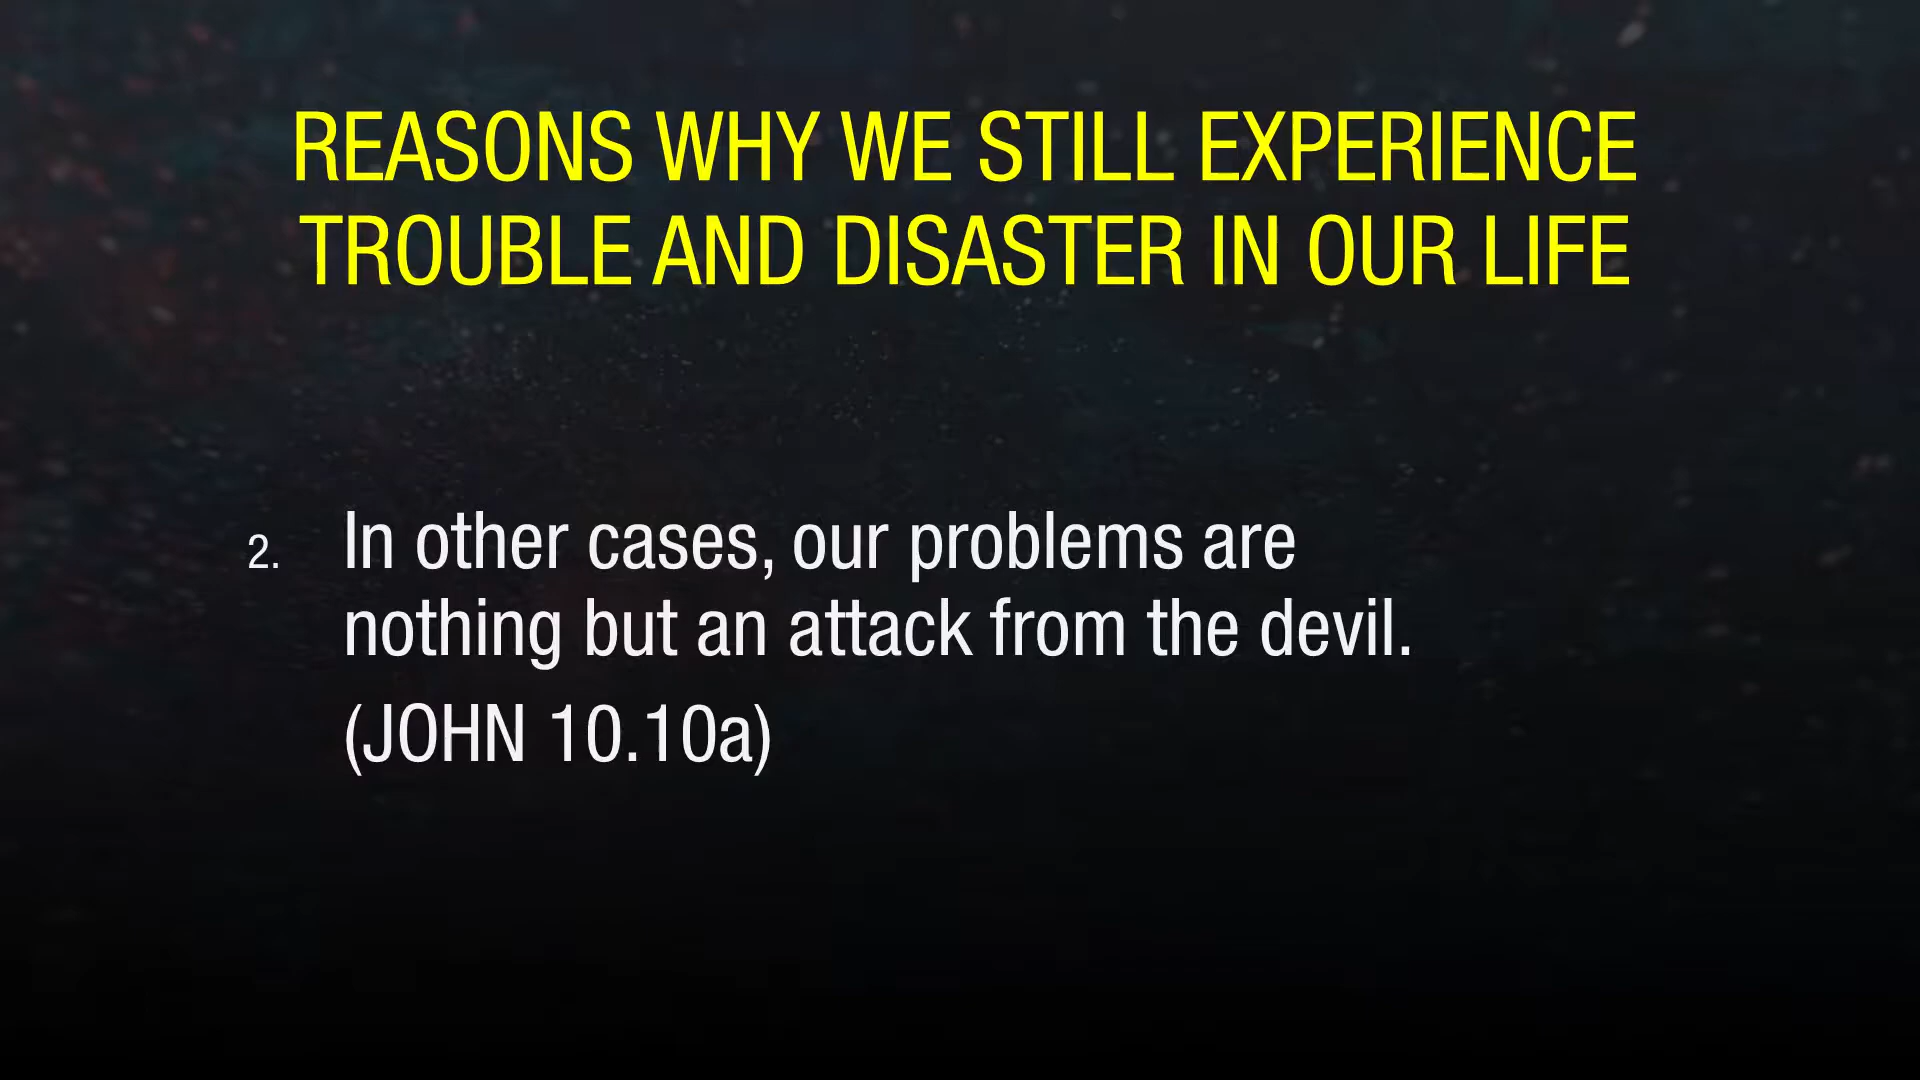 REASONS WHY WE STILL EXPERIENCE
TROUBLE AND DISASTER IN OUR LIFE
2. In other cases, our problems are
nothing but an attack from the devil.
(JOHN 10.10a)